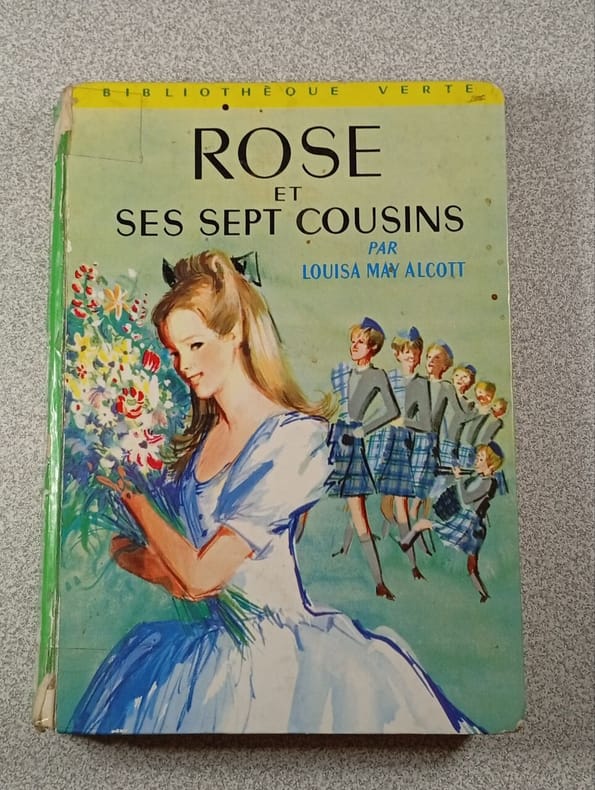 BIBLIOTHÈQUE VERTE
ROSE
ET
SES SEPT COUSINS
PAR
LOUISA MAY ALCOTT